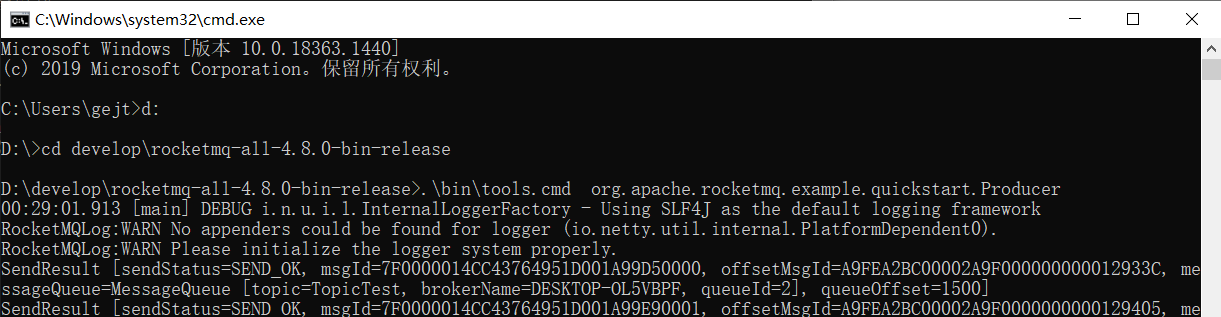 C:\Windows\system32\cmd.exe
Microsoft Windows [版本 10.0.18363.1440]
(c) 2019 Microsoft Corporation。保留所有权利。
C:\Users\gejt>d:
D:\>cd develop\rocketmq-all-4.8.0-bin-release
D:\develop\rocketmq-all-4.8.0-bin-release>.\bin\tools.cmd  org.apache.rocketmq.example.quickstart.Producer
00:29:01.913 [main] DEBUG i.n.u.i.l.InternalLoggerFactory - Using SLF4J as the default logging framework
RocketMQLog:WARN No appenders could be found for logger (io.netty.util.internal.PlatformDependent0).
RocketMQLog:WARN Please initialize the logger system properly.
SendResult [sendStatus=SEND_OK, msgId=7F0000014CC43764951D001A99D50000, offsetMsgId=A9FEA2BC00002A9F000000000012933C, me
ssageQueue=MessageQueue [topic=TopicTest, brokerName=DESKTOP-OL5VBPF, queueId=2], queueOffset=1500]
SendResult [sendStatus=SEND_OK, msgId=7F0000014CC43764951D001A99E90001, offsetMsgId=A9FEA2BC00002A9F0000000000129405, me